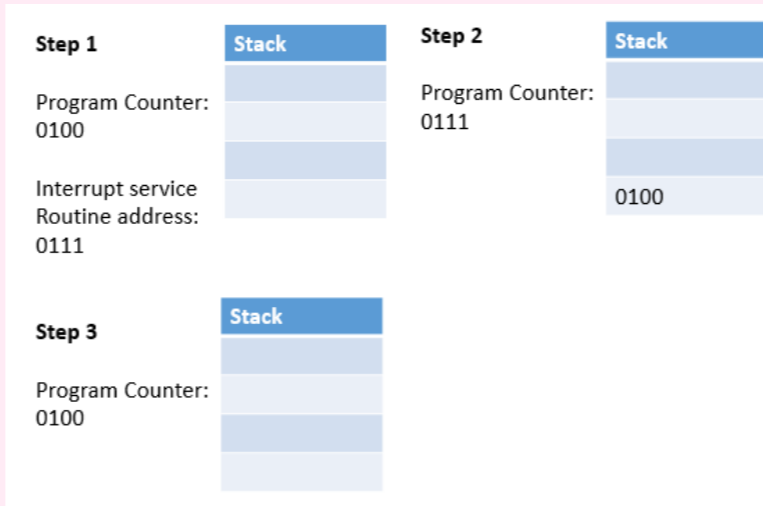 Step 1
Stack
Program Counter:
0100
Interrupt service
Routine address:
0111
Step 2
Stack
Program Counter:
0111
0100
Step 3
Stack
Program Counter:
0100